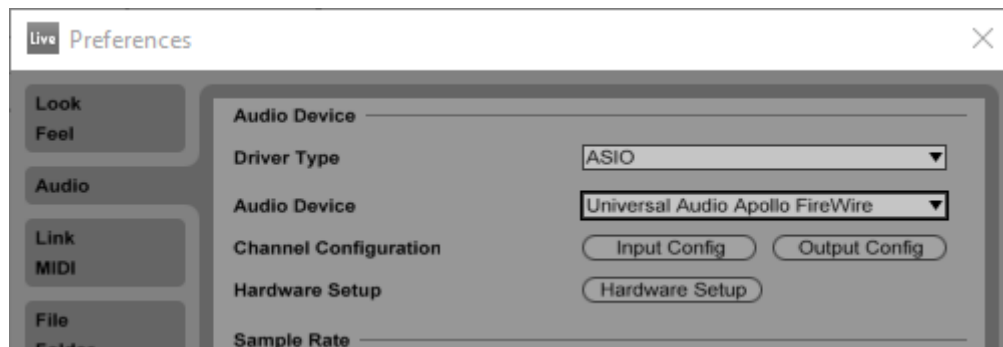 Live Preferences
Look
Feel
Audio
Link
MIDI
File
Folder
Audio Device
Driver Type ASIO
Audio Device Universal Audio Apollo FireWire
Channel Configuration Input Config Output Config
Hardware Setup Hardware Setup
Sample Rate